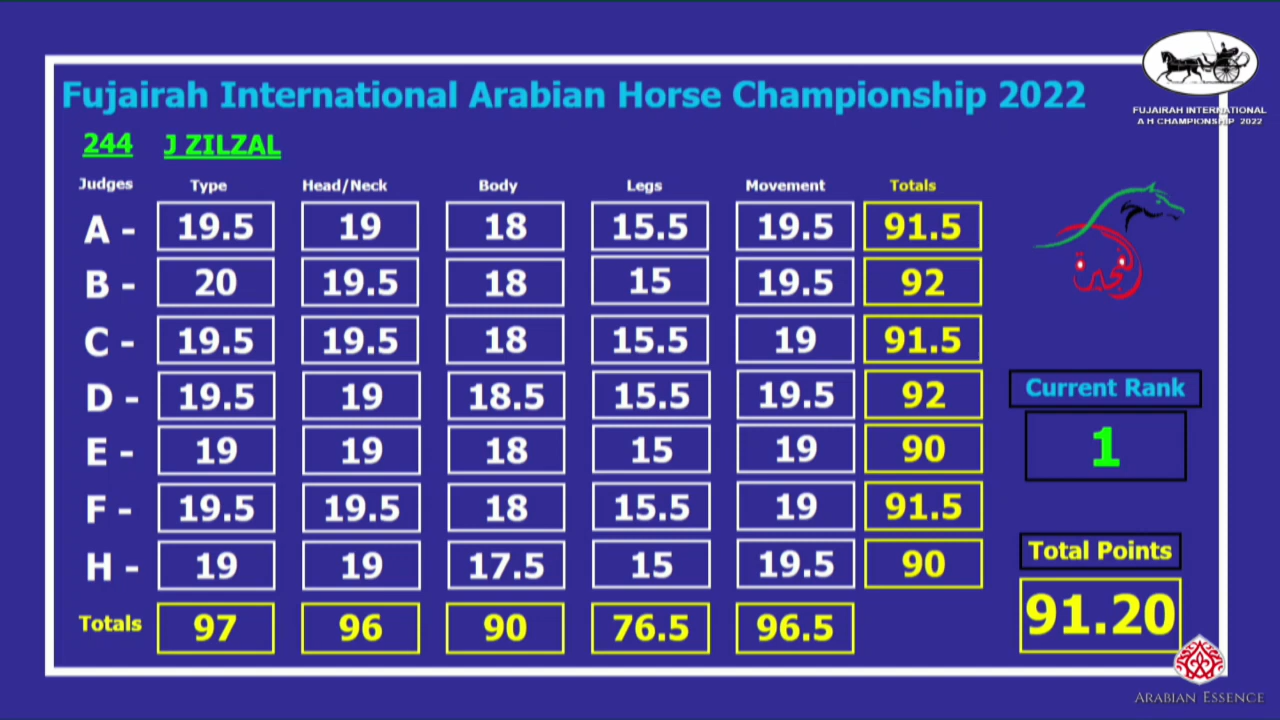 Fujairah International Arabian Horse Championship 2022
FUJAIRAH INTERNATIONAL
A H CHAMPIONSHIP 2022
244 J ZILZAL
Judges Type Head/Neck Body Legs Movement Totals
A - 19.5 19 18 15.5 19.5 91.5
B - 20 19.5 18 15 19.5 92
C - 19.5 19.5 18 15.5 19 91.5
D - 19.5 19 18.5 15.5 19.5 92
E - 19 19 18 15 19 90
F - 19.5 19.5 18 15.5 19 91.5
H - 19 19 17.5 15 19.5 90
Totals 97 96 90 76.5 96.5
الفجيرة
Current Rank
1
Total Points
91.20
ARABIAN ESSENCE